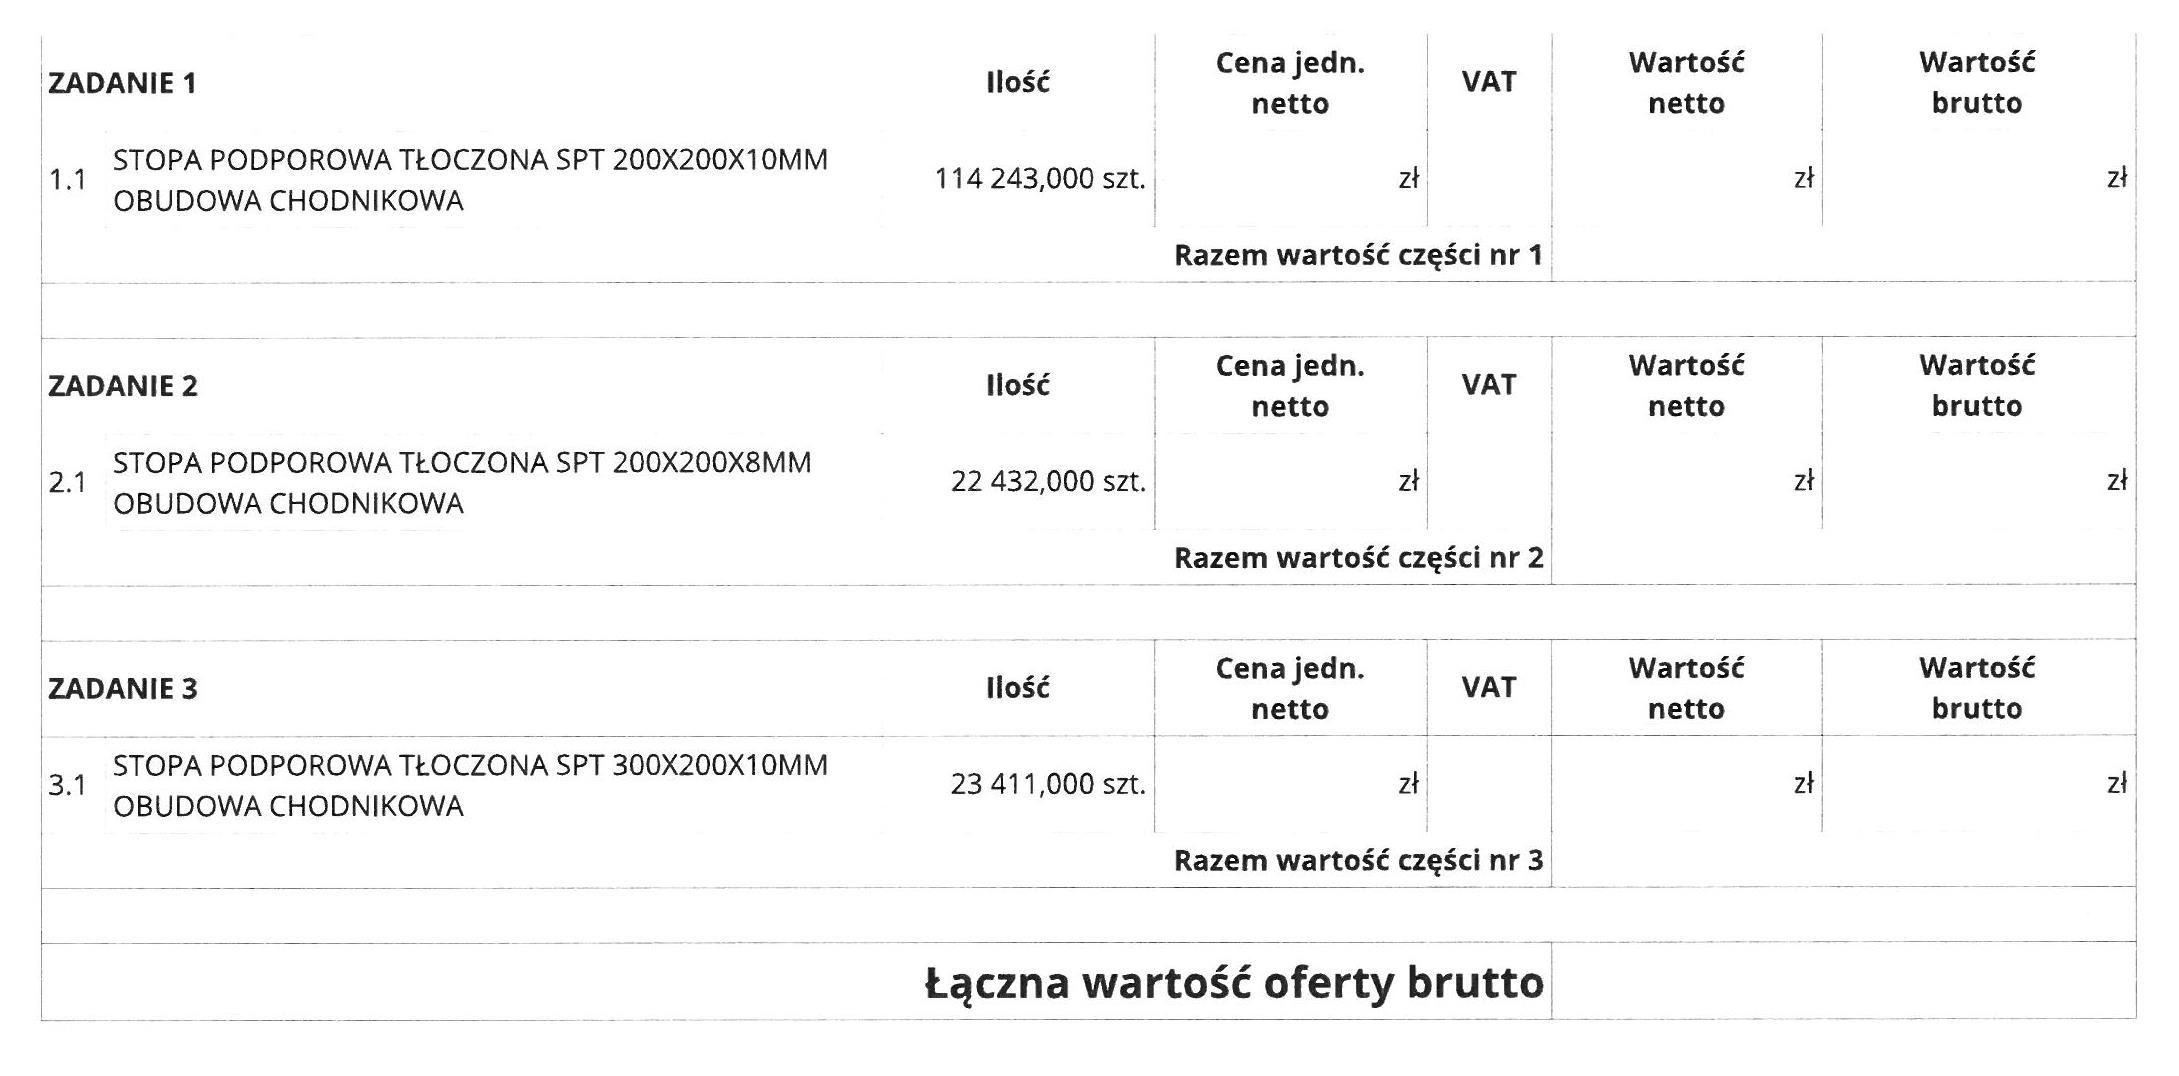 ZADANIE 1 Ilość Cena jedn. netto VAT Wartość netto Wartość brutto
1.1 STOPA PODPOROWA TŁOCZONA SPT 200X200X10MM
OBUDOWA CHODNIKOWA 114 243,000 szt. zł zł zł
Razem wartość części nr 1
ZADANIE 2 Ilość Cena jedn. netto VAT Wartość netto Wartość brutto
2.1 STOPA PODPOROWA TŁOCZONA SPT 200X200X8MM
OBUDOWA CHODNIKOWA 22 432,000 szt. zł zł zł
Razem wartość części nr 2
ZADANIE 3 Ilość Cena jedn. netto VAT Wartość netto Wartość brutto
3.1 STOPA PODPOROWA TŁOCZONA SPT 300X200X10MM
OBUDOWA CHODNIKOWA 23 411,000 szt. zł zł zł
Razem wartość części nr 3
Łączna wartość oferty brutto